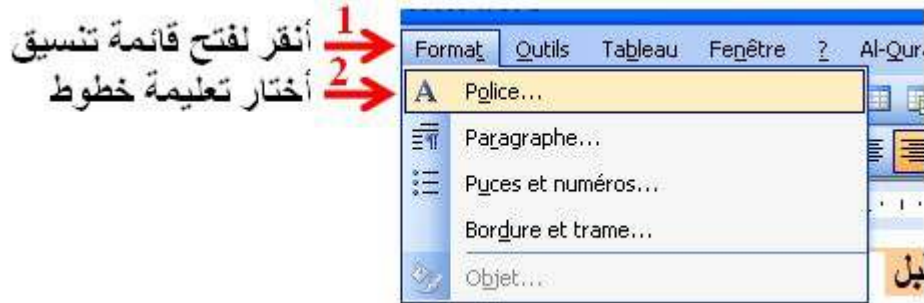 1 أنقر لفتح قائمة تنسيق
2 أختار تعليمة خطوط
Format Outils Tableau Fenêtre ?
Police...
Paragraphe...
Puces et numéros...
Bordure et trame...
Objet...